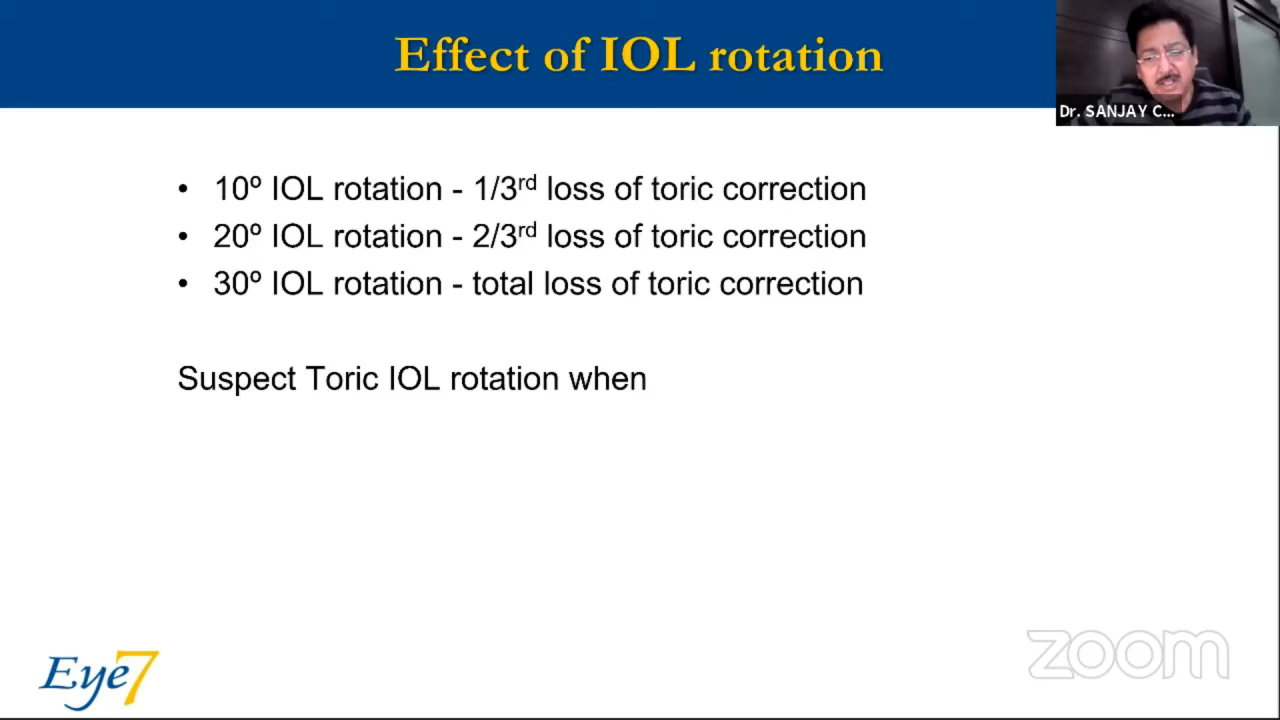 Effect of IOL rotation
Dr. SANJAY C...
• 10º IOL rotation - 1/3rd loss of toric correction
• 20º IOL rotation - 2/3rd loss of toric correction
• 30º IOL rotation - total loss of toric correction
Suspect Toric IOL rotation when
Eye7
zoom